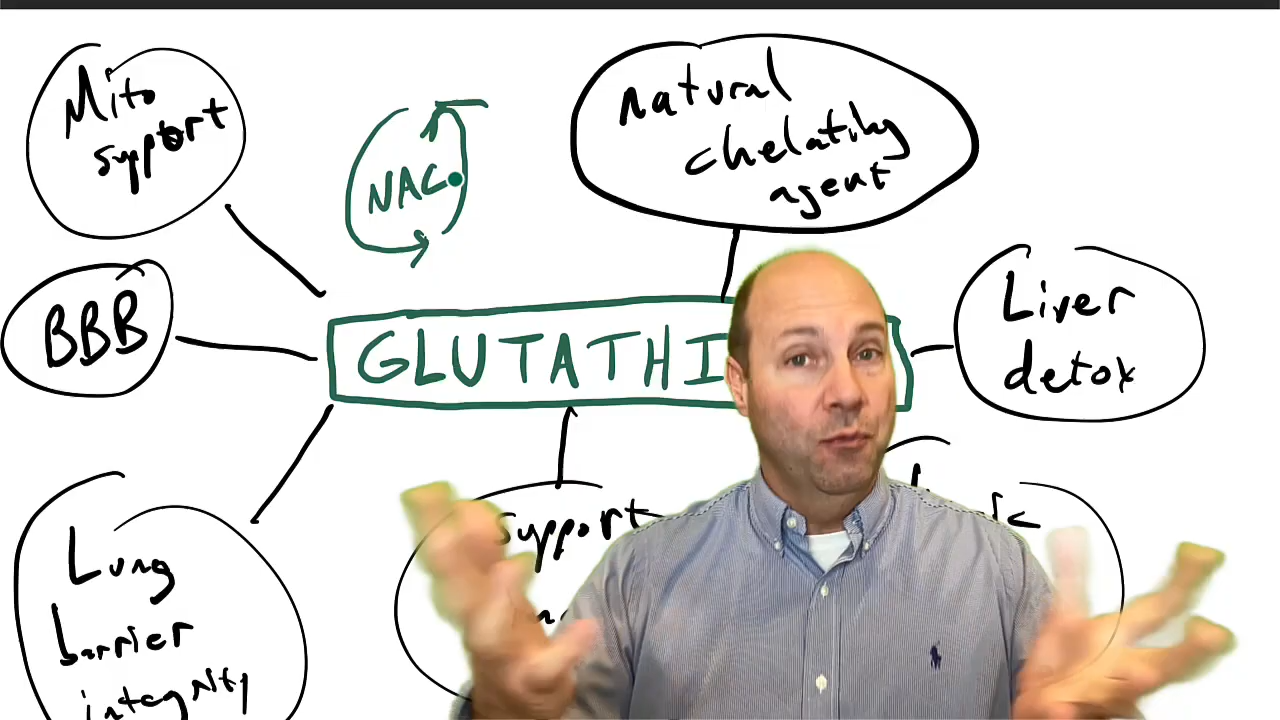 Mito
support
NAC
natural
chelating
agent
BBB
GLUTATHI
Liver
detox
support
Lung
barrier
integrity